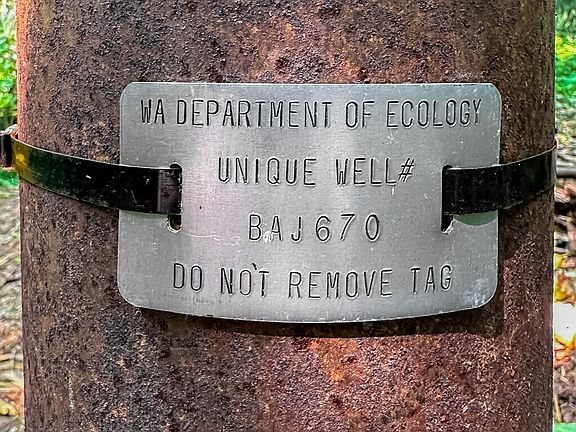 WA DEPARTMENT OF ECOLOGY
UNIQUE WELL#
BAJ670
DO NOT REMOVE TAG